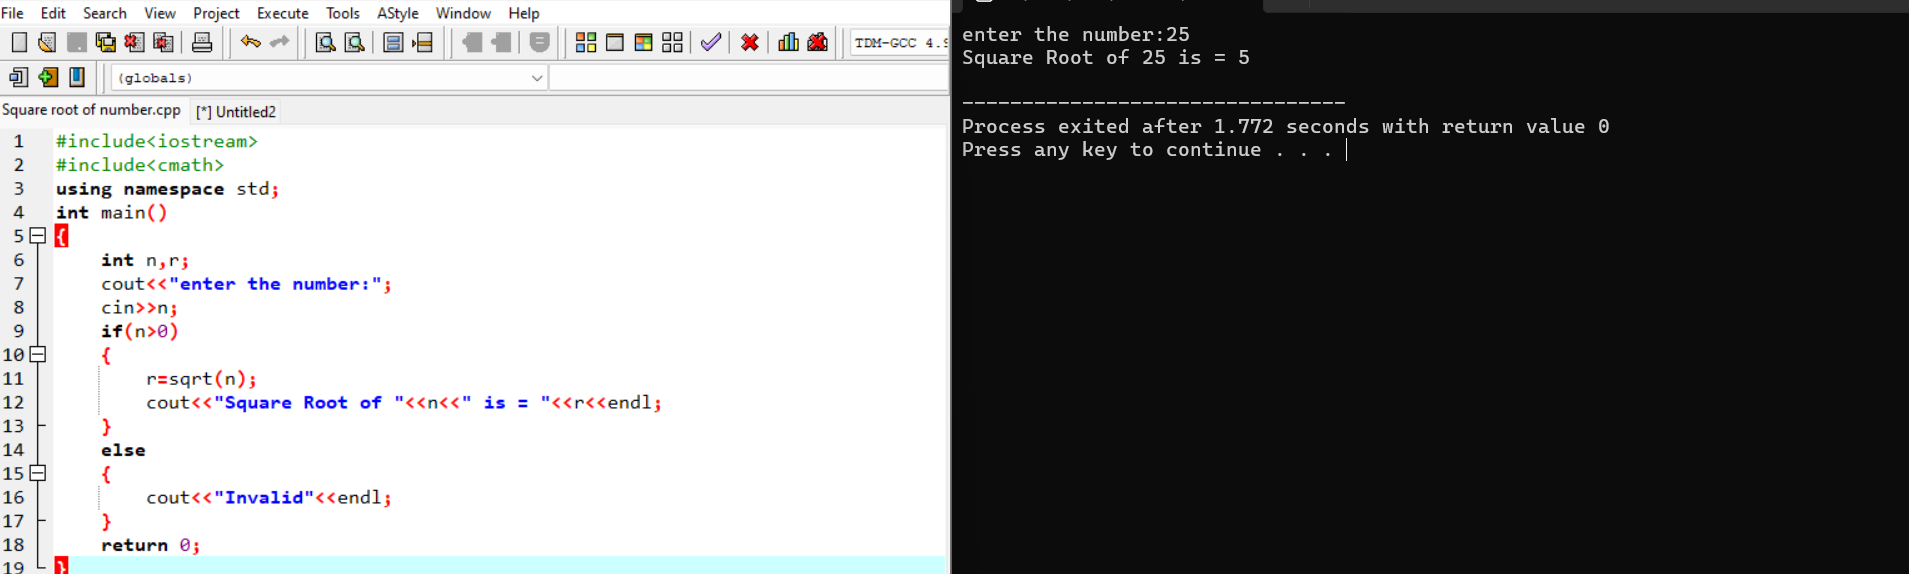 File Edit Search View Project Execute Tools AStyle Window Help
TDM-GCC 4.9
(globals)
Square root of number.cpp [*] Untitled2
1 #include<iostream>
2 #include<cmath>
3 using namespace std;
4 int main()
5 {
6 int n,r;
7 cout<<"enter the number:";
8 cin>>n;
9 if(n>0)
10 {
11 r=sqrt(n);
12 cout<<"Square Root of "<<n<<" is = "<<r<<endl;
13 }
14 else
15 {
16 cout<<"Invalid"<<endl;
17 }
18 return 0;
19 }
enter the number:25
Square Root of 25 is = 5
--------------------------------
Process exited after 1.772 seconds with return value 0
Press any key to continue . . .